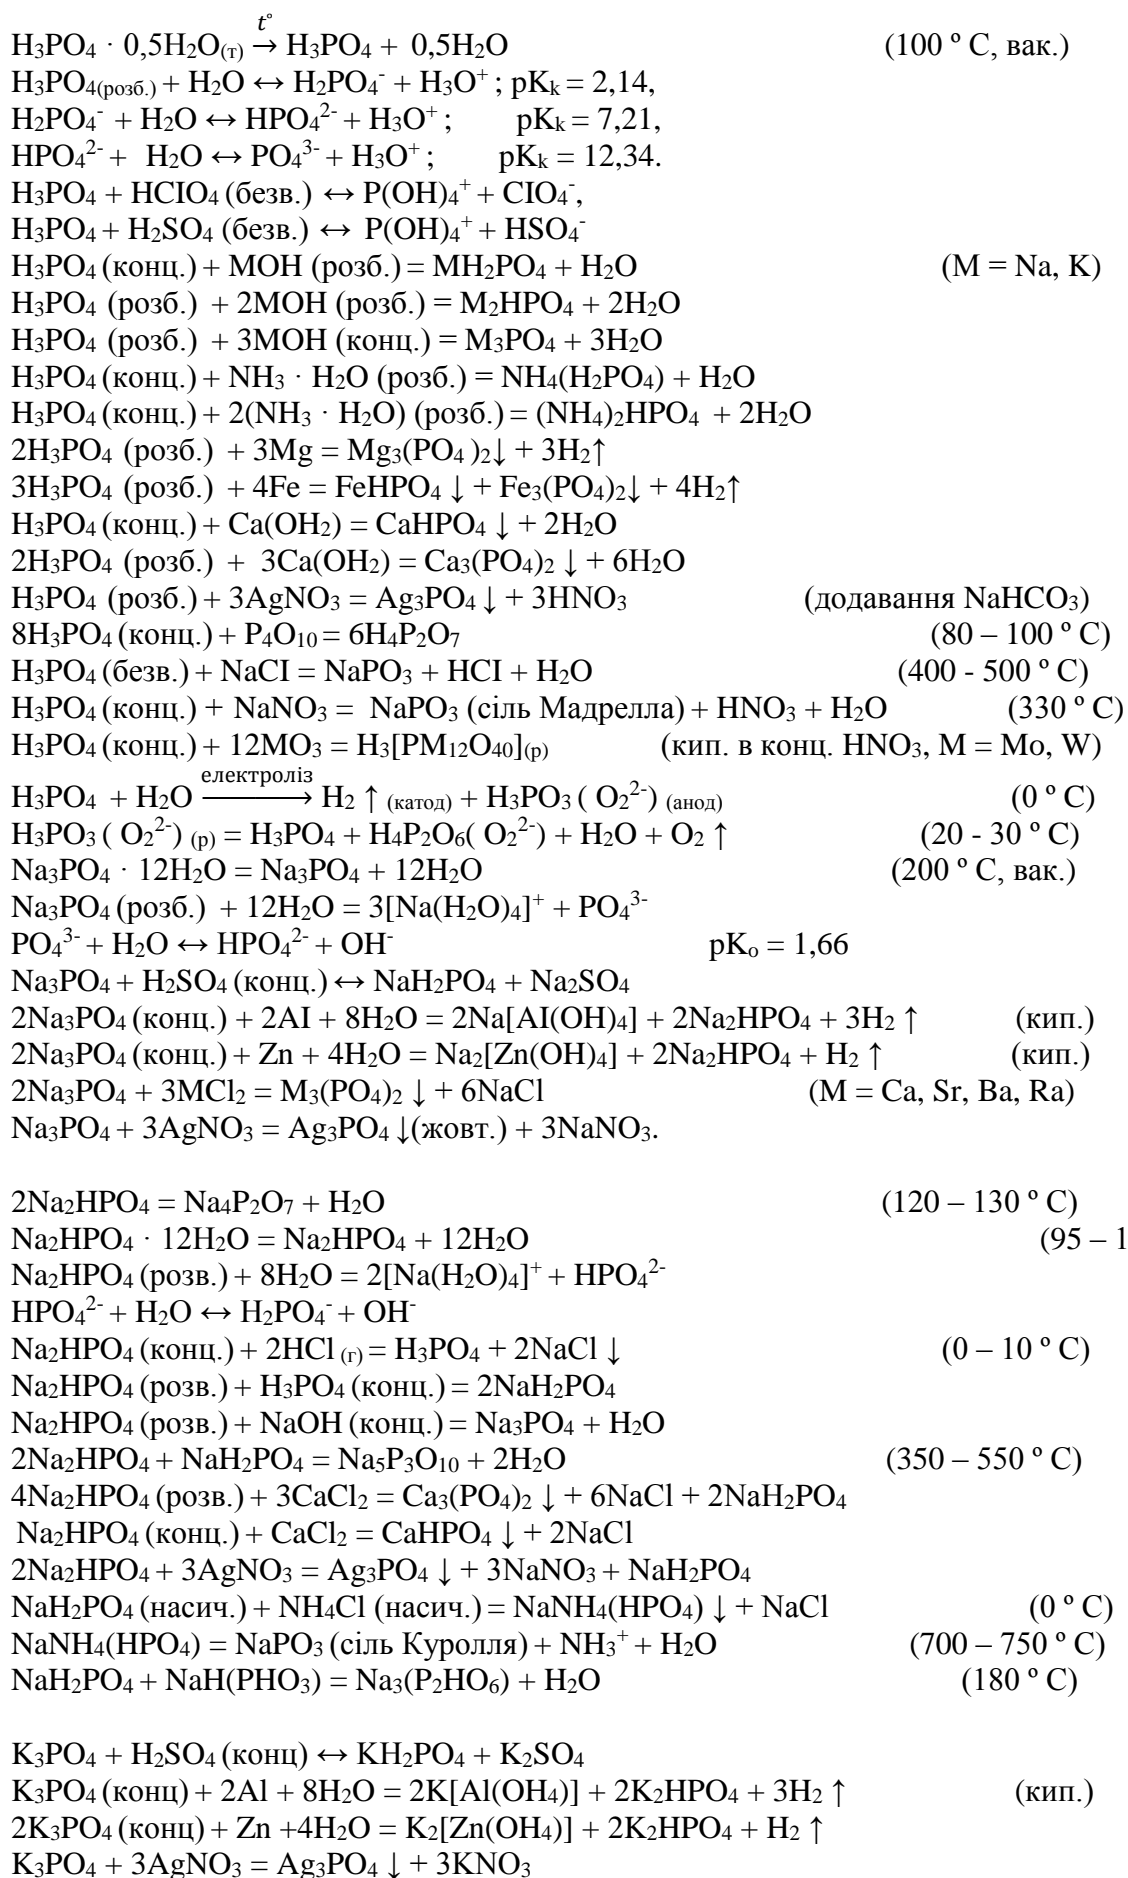 H₃PO₄ · 0,5H₂O₍т₎ →(t°) H₃PO₄ + 0,5H₂O (100 º C, вак.)
H₃PO₄(розб.) + H₂O ↔ H₂PO₄⁻ + H₃O⁺ ; pKₖ = 2,14,
H₂PO₄⁻ + H₂O ↔ HPO₄²⁻ + H₃O⁺ ; pKₖ = 7,21,
HPO₄²⁻ + H₂O ↔ PO₄³⁻ + H₃O⁺ ; pKₖ = 12,34.
H₃PO₄ + HCIO₄ (безв.) ↔ P(OH)₄⁺ + CIO₄⁻,
H₃PO₄ + H₂SO₄ (безв.) ↔ P(OH)₄⁺ + HSO₄⁻
H₃PO₄ (конц.) + MOH (розб.) = MH₂PO₄ + H₂O (M = Na, K)
H₃PO₄ (розб.) + 2MOH (розб.) = M₂HPO₄ + 2H₂O
H₃PO₄ (розб.) + 3MOH (конц.) = M₃PO₄ + 3H₂O
H₃PO₄ (конц.) + NH₃ · H₂O (розб.) = NH₄(H₂PO₄) + H₂O
H₃PO₄ (конц.) + 2(NH₃ · H₂O) (розб.) = (NH₄)₂HPO₄ + 2H₂O
2H₃PO₄ (розб.) + 3Mg = Mg₃(PO₄ )₂↓ + 3H₂↑
3H₃PO₄ (розб.) + 4Fe = FeHPO₄ ↓ + Fe₃(PO₄)₂↓ + 4H₂↑
H₃PO₄ (конц.) + Ca(OH₂) = CaHPO₄ ↓ + 2H₂O
2H₃PO₄ (розб.) + 3Ca(OH₂) = Ca₃(PO₄)₂ ↓ + 6H₂O
H₃PO₄ (розб.) + 3AgNO₃ = Ag₃PO₄ ↓ + 3HNO₃ (додавання NaHCO₃)
8H₃PO₄ (конц.) + P₄O₁₀ = 6H₄P₂O₇ (80 – 100 º C)
H₃PO₄ (безв.) + NaCI = NaPO₃ + HCI + H₂O (400 - 500 º C)
H₃PO₄ (конц.) + NaNO₃ = NaPO₃ (сіль Мадрелла) + HNO₃ + H₂O (330 º C)
H₃PO₄ (конц.) + 12MO₃ = H₃[PM₁₂O₄₀]₍р₎ (кип. в конц. HNO₃, M = Mo, W)
H₃PO₄ + H₂O →(електроліз) H₂ ↑ (катод) + H₃PO₃ ( O₂²⁻) (анод) (0 º C)
H₃PO₃ ( O₂²⁻) ₍р₎ = H₃PO₄ + H₄P₂O₆( O₂²⁻) + H₂O + O₂ ↑ (20 - 30 º C)
Na₃PO₄ · 12H₂O = Na₃PO₄ + 12H₂O (200 º C, вак.)
Na₃PO₄ (розб.) + 12H₂O = 3[Na(H₂O)₄]⁺ + PO₄³⁻
PO₄³⁻ + H₂O ↔ HPO₄²⁻ + OH⁻ pKₒ = 1,66
Na₃PO₄ + H₂SO₄ (конц.) ↔ NaH₂PO₄ + Na₂SO₄
2Na₃PO₄ (конц.) + 2AI + 8H₂O = 2Na[AI(OH)₄] + 2Na₂HPO₄ + 3H₂ ↑ (кип.)
2Na₃PO₄ (конц.) + Zn + 4H₂O = Na₂[Zn(OH)₄] + 2Na₂HPO₄ + H₂ ↑ (кип.)
2Na₃PO₄ + 3MCl₂ = M₃(PO₄)₂ ↓ + 6NaCl (M = Ca, Sr, Ba, Ra)
Na₃PO₄ + 3AgNO₃ = Ag₃PO₄ ↓(жовт.) + 3NaNO₃.
2Na₂HPO₄ = Na₄P₂O₇ + H₂O (120 – 130 º C)
Na₂HPO₄ · 12H₂O = Na₂HPO₄ + 12H₂O (95 – 1
Na₂HPO₄ (розв.) + 8H₂O = 2[Na(H₂O)₄]⁺ + HPO₄²⁻
HPO₄²⁻ + H₂O ↔ H₂PO₄⁻ + OH⁻
Na₂HPO₄ (конц.) + 2HCl ₍г₎ = H₃PO₄ + 2NaCl ↓ (0 – 10 º C)
Na₂HPO₄ (розв.) + H₃PO₄ (конц.) = 2NaH₂PO₄
Na₂HPO₄ (розв.) + NaOH (конц.) = Na₃PO₄ + H₂O
2Na₂HPO₄ + NaH₂PO₄ = Na₅P₃O₁₀ + 2H₂O (350 – 550 º C)
4Na₂HPO₄ (розв.) + 3CaCl₂ = Ca₃(PO₄)₂ ↓ + 6NaCl + 2NaH₂PO₄
Na₂HPO₄ (конц.) + CaCl₂ = CaHPO₄ ↓ + 2NaCl
2Na₂HPO₄ + 3AgNO₃ = Ag₃PO₄ ↓ + 3NaNO₃ + NaH₂PO₄
NaH₂PO₄ (насич.) + NH₄Cl (насич.) = NaNH₄(HPO₄) ↓ + NaCl (0 º C)
NaNH₄(HPO₄) = NaPO₃ (сіль Куролля) + NH₃⁺ + H₂O (700 – 750 º C)
NaH₂PO₄ + NaH(PHO₃) = Na₃(P₂HO₆) + H₂O (180 º C)
K₃PO₄ + H₂SO₄ (конц) ↔ KH₂PO₄ + K₂SO₄
K₃PO₄ (конц) + 2Al + 8H₂O = 2K[Al(OH₄)] + 2K₂HPO₄ + 3H₂ ↑ (кип.)
2K₃PO₄ (конц) + Zn +4H₂O = K₂[Zn(OH₄)] + 2K₂HPO₄ + H₂ ↑
K₃PO₄ + 3AgNO₃ = Ag₃PO₄ ↓ + 3KNO₃